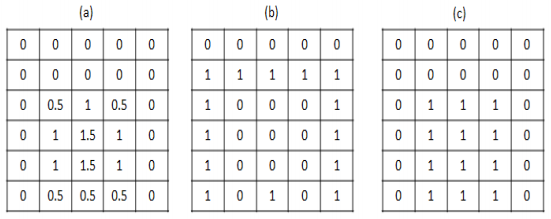 (a) (b) (c)
0 0 0 0 0 0 0 0 0 0 0 0 0 0 0
0 0 0 0 0 1 1 1 1 1 0 0 0 0 0
0 0.5 1 0.5 0 1 0 0 0 1 0 1 1 1 0
0 1 1.5 1 0 1 0 0 0 1 0 1 1 1 0
0 1 1.5 1 0 1 0 0 0 1 0 1 1 1 0
0 0.5 0.5 0.5 0 1 0 1 0 1 0 1 1 1 0